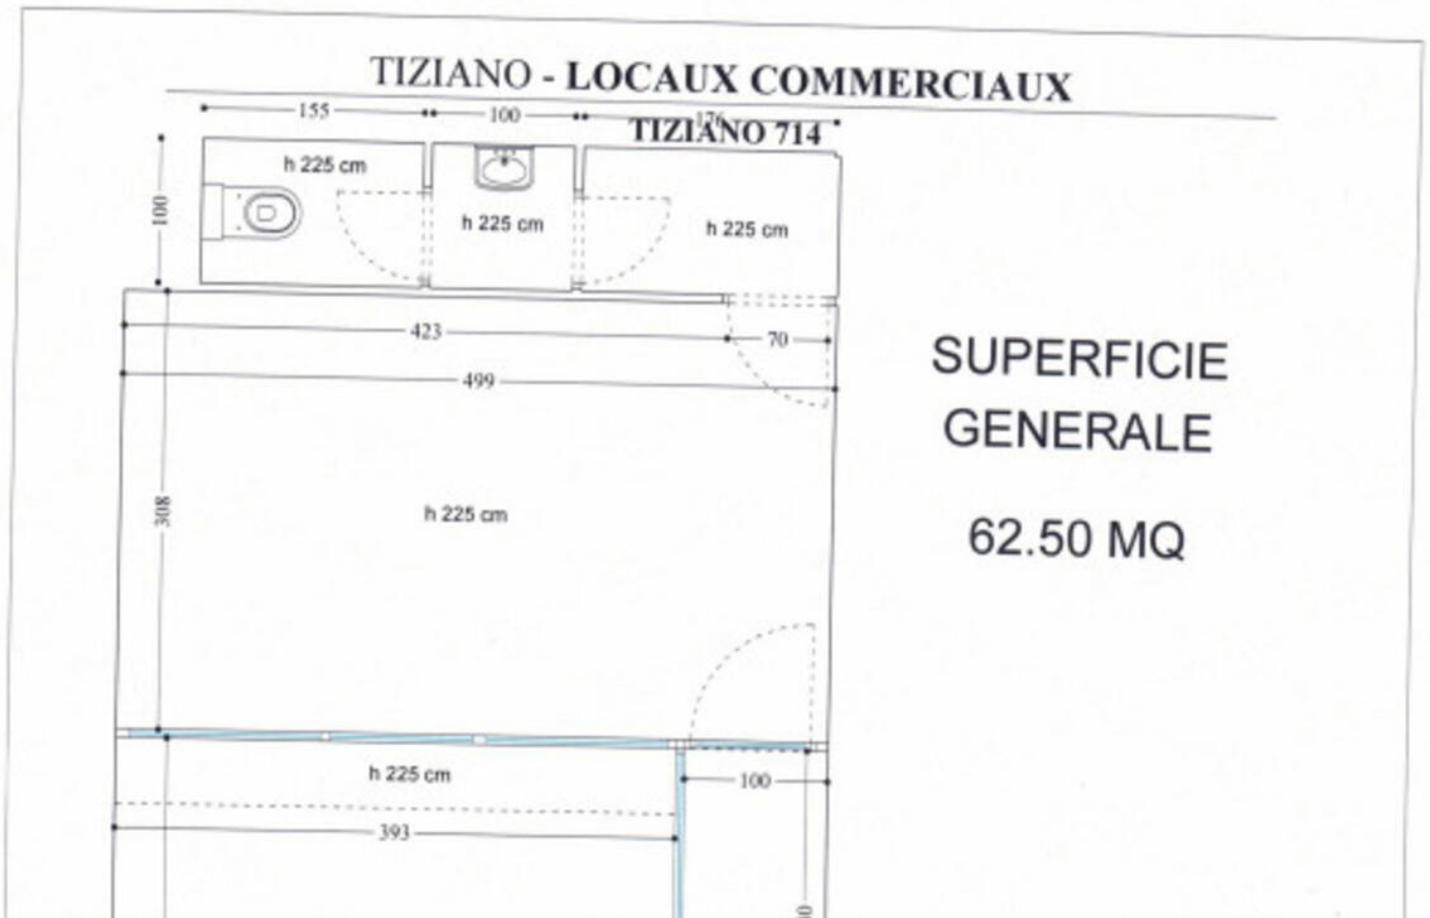 TIZIANO - LOCAUX COMMERCIAUX
155
100
176
TIZIANO 714
h 225 cm
h 225 cm
h 225 cm
100
423
70
499
SUPERFICIE
GENERALE
62.50 MQ
308
h 225 cm
h 225 cm
100
393